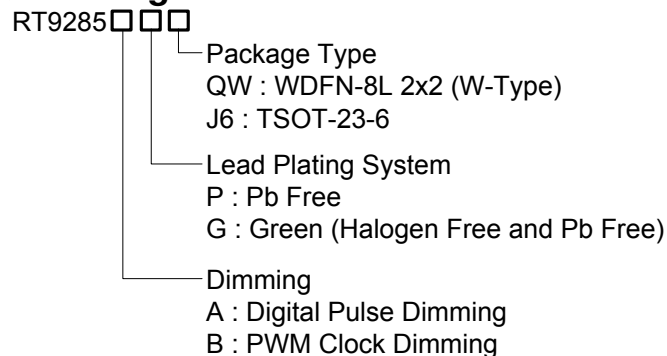 RT9285□□□
Package Type
QW : WDFN-8L 2x2 (W-Type)
J6 : TSOT-23-6
Lead Plating System
P : Pb Free
G : Green (Halogen Free and Pb Free)
Dimming
A : Digital Pulse Dimming
B : PWM Clock Dimming